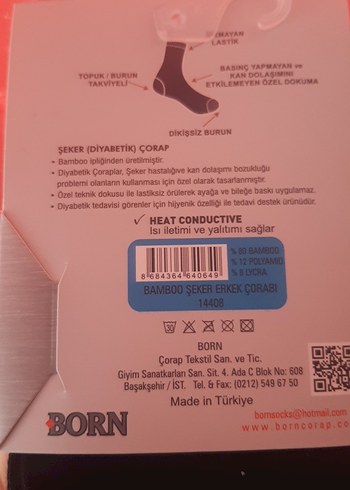 LASTİK
BASINÇ YAPMAYAN ve
KAN DOLAŞIMINI
ETKİLEMEYEN ÖZEL DOKUMA
TOPUK / BURUN
TAKVİYELİ
DİKİŞSİZ BURUN
ŞEKER (DİYABETİK) ÇORAP
• Bamboo ipliğinden üretilmiştir.
• Diyabetik Çoraplar, Şeker hastalığıve kan dolaşımı bozukloğu
problemi olanların kullanması için özel olarak tasarlanmıştır.
• Özel teknik dokusu ile lastiksiz örülerek ayağa ve bileğe baskı uygulamaz.
• Diyabetik tedavisi görenler için hijyenik özelliği ile tedavi destek ürünüdür.
✓ HEAT CONDUCTIVE
Isı iletimi ve yalıtımı sağlar
8 684364 640649
% 80 BAMBOO
% 12 POLYAMID
% 8 LYCRA
BAMBOO ŞEKER ERKEK ÇORABI
14408
BORN
Çorap Tekstil San. ve Tic.
Giyim Sanatkarları San. Sit. 4. Ada C Blok No: 608
Başakşehir / İST. Tel. & Fax: (0212) 549 67 50
Made in Türkiye
BORN
bornsocks@hotmail.com
www.borncorap.com